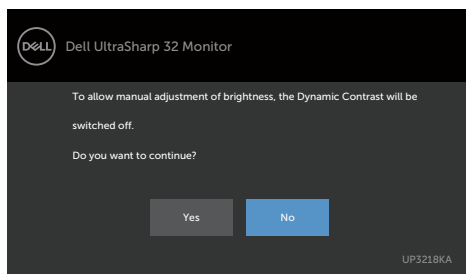 DELL
Dell UltraSharp 32 Monitor
To allow manual adjustment of brightness, the Dynamic Contrast will be
switched off.
Do you want to continue?
Yes
No
UP3218KA